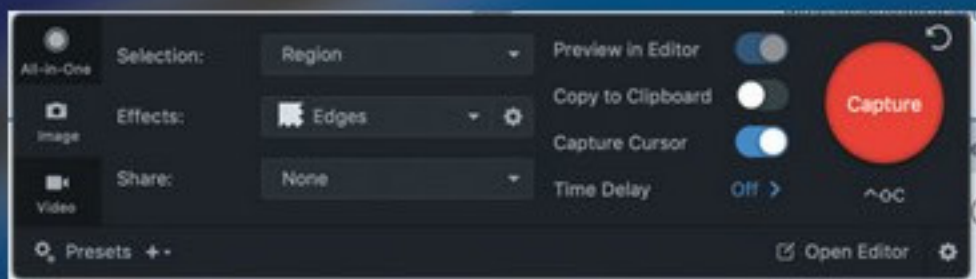 All-in-One
Image
Video
Selection:
Region
Effects:
Edges
Share:
None
Preview in Editor
Copy to Clipboard
Capture Cursor
Time Delay
Off >
Capture
Presets
Open Editor